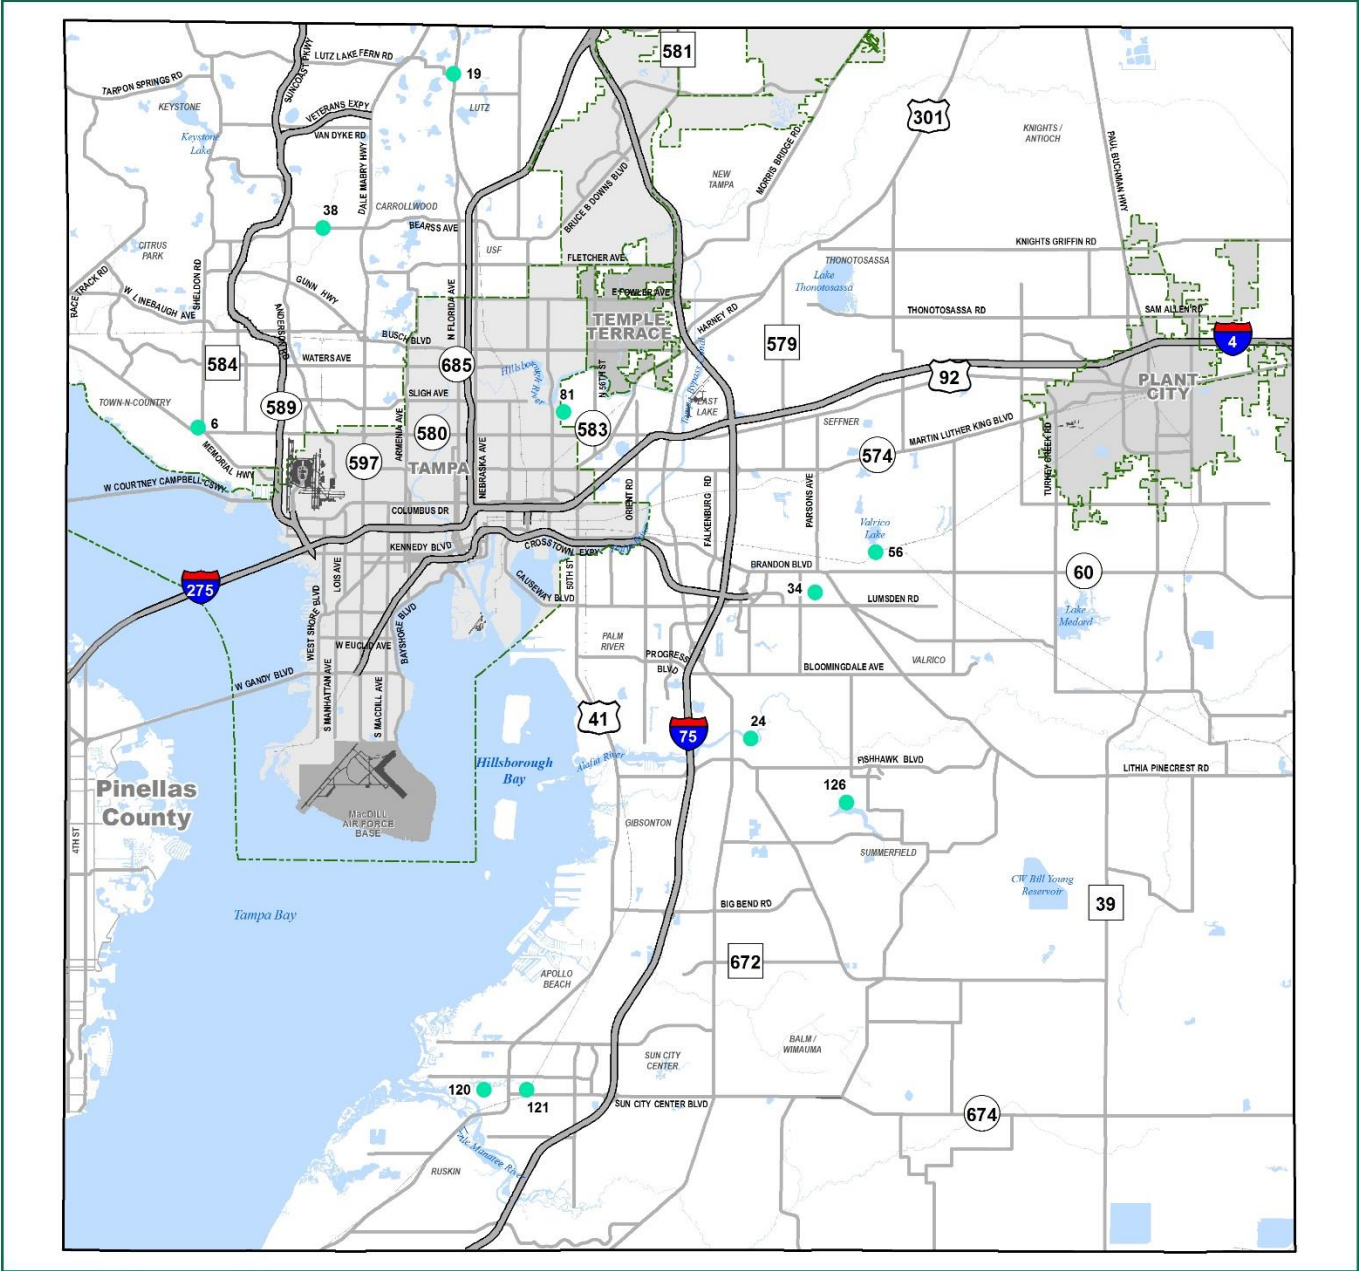 581
LUTZ LAKE FERN RD
SUNCOAST PKWY
19
TARPON SPRINGS RD
KEYSTONE
LUTZ
VETERANS EXPY
301
KNIGHTS /
ANTIOCH
Keystone
Lake
VAN DYKE RD
DALE MABRY HWY
MORRIS BRIDGE RD
PAUL BUCHMAN HWY
NEW
TAMPA
BRUCE B DOWNS BLVD
38
CARROLLWOOD
BEARSS AVE
CITRUS
PARK
USF
KNIGHTS GRIFFIN RD
FLETCHER AVE
THONOTOSASSA
Lake
Thonotosassa
RACE TRACK RD
SHELDON RD
GUNN HWY
E FOWLER AVE
W LINEBAUGH AVE
ANDERSON RD
N FLORIDA AVE
HARNEY RD
THONOTOSASSA RD
SAM ALLEN RD
TEMPLE
TERRACE
BUSCH BLVD
579
4
584
WATERS AVE
685
Hillsborough River
N 56TH ST
92
PLANT
CITY
SLIGH AVE
TOWN-N-COUNTRY
589
81
EAST
LAKE
6
ARMENIA AVE
580
583
SEFFNER
MARTIN LUTHER KING BLVD
TURKEY CREEK RD
574
MEMORIAL HWY
597
TAMPA
NEBRASKA AVE
W COURTNEY CAMPBELL CSWY
COLUMBUS DR
ORIENT RD
FALKENBURG RD
PARSONS AVE
Valrico
Lake
56
KENNEDY BLVD
CROSSTOWN EXPY
BRANDON BLVD
60
275
LOIS AVE
CAUSEWAY BLVD
50TH ST
34
LUMSDEN RD
WEST SHORE BLVD
BAYSHORE BLVD
Lake
Medard
W EUCLID AVE
PALM
RIVER
PROGRESS
BLVD
BLOOMINGDALE AVE
VALRICO
W GANDY BLVD
S MANHATTAN AVE
S MACDILL AVE
41
75
24
Hillsborough
Bay
Alafia River
FISHHAWK BLVD
LITHIA PINECREST RD
Pinellas
County
126
MacDILL
AIR FORCE
BASE
4TH ST
GIBSONTON
SUMMERFIELD
CW Bill Young
Reservoir
Tampa Bay
BIG BEND RD
39
672
APOLLO
BEACH
SUN CITY
CENTER
BALM /
WIMAUMA
120
121
SUN CITY CENTER BLVD
674
Little Manatee River
RUSKIN